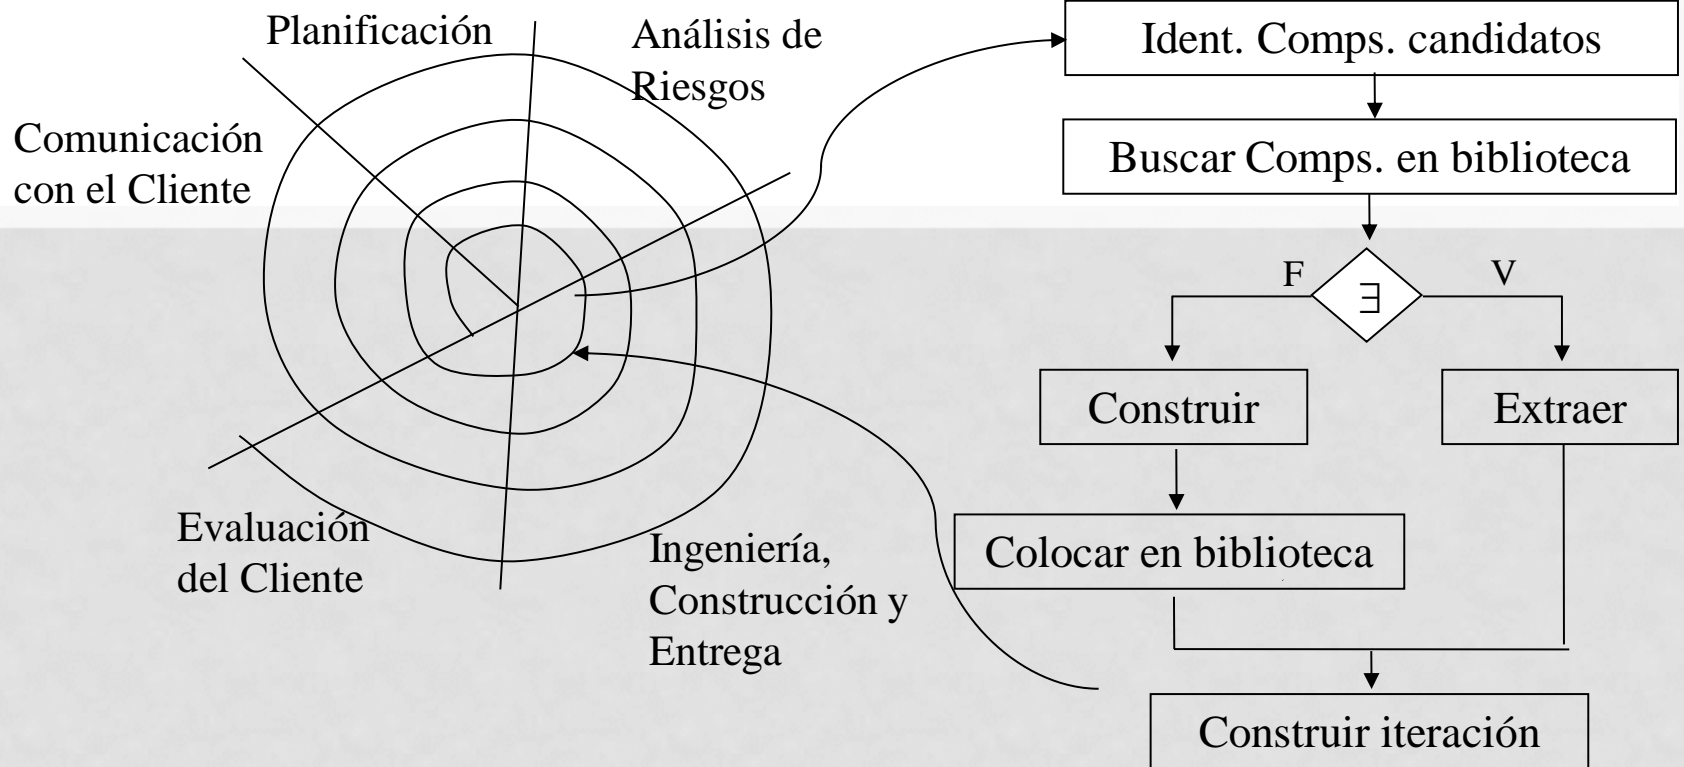 Planificación
Análisis de
Riesgos
Comunicación
con el Cliente
Evaluación
del Cliente
Ingeniería,
Construcción y
Entrega
Ident. Comps. candidatos
Buscar Comps. en biblioteca
F
∃
V
Construir
Extraer
Colocar en biblioteca
Construir iteración